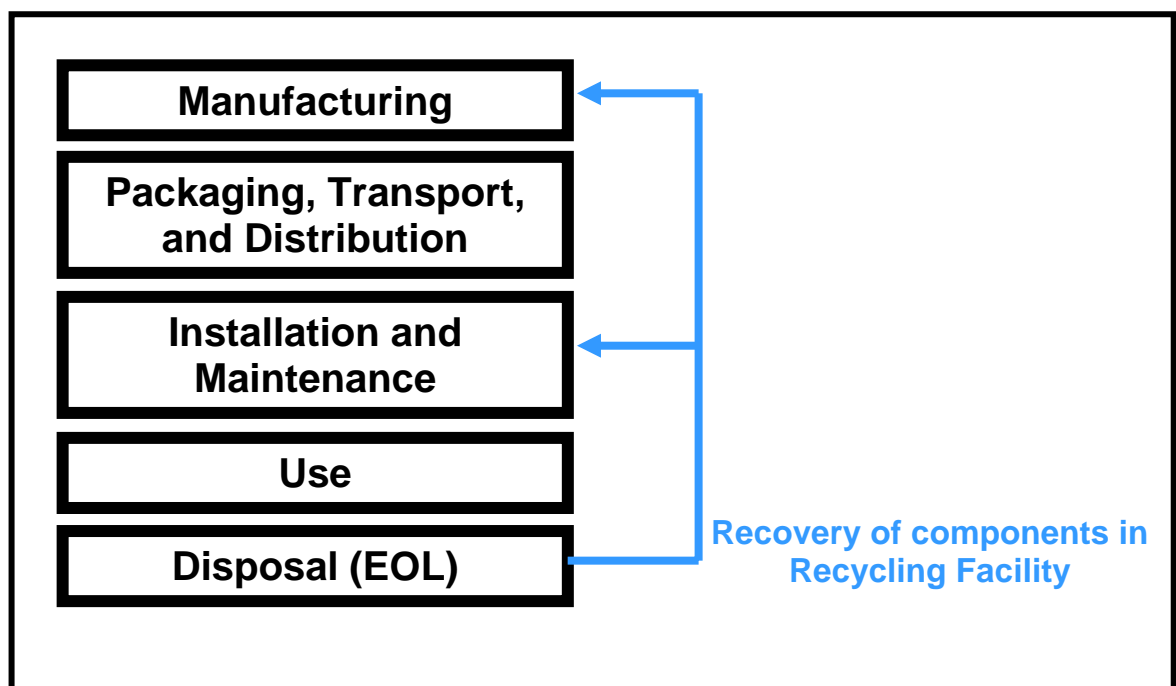 Manufacturing
Packaging, Transport,
and Distribution
Installation and
Maintenance
Use
Disposal (EOL)
Recovery of components in
Recycling Facility